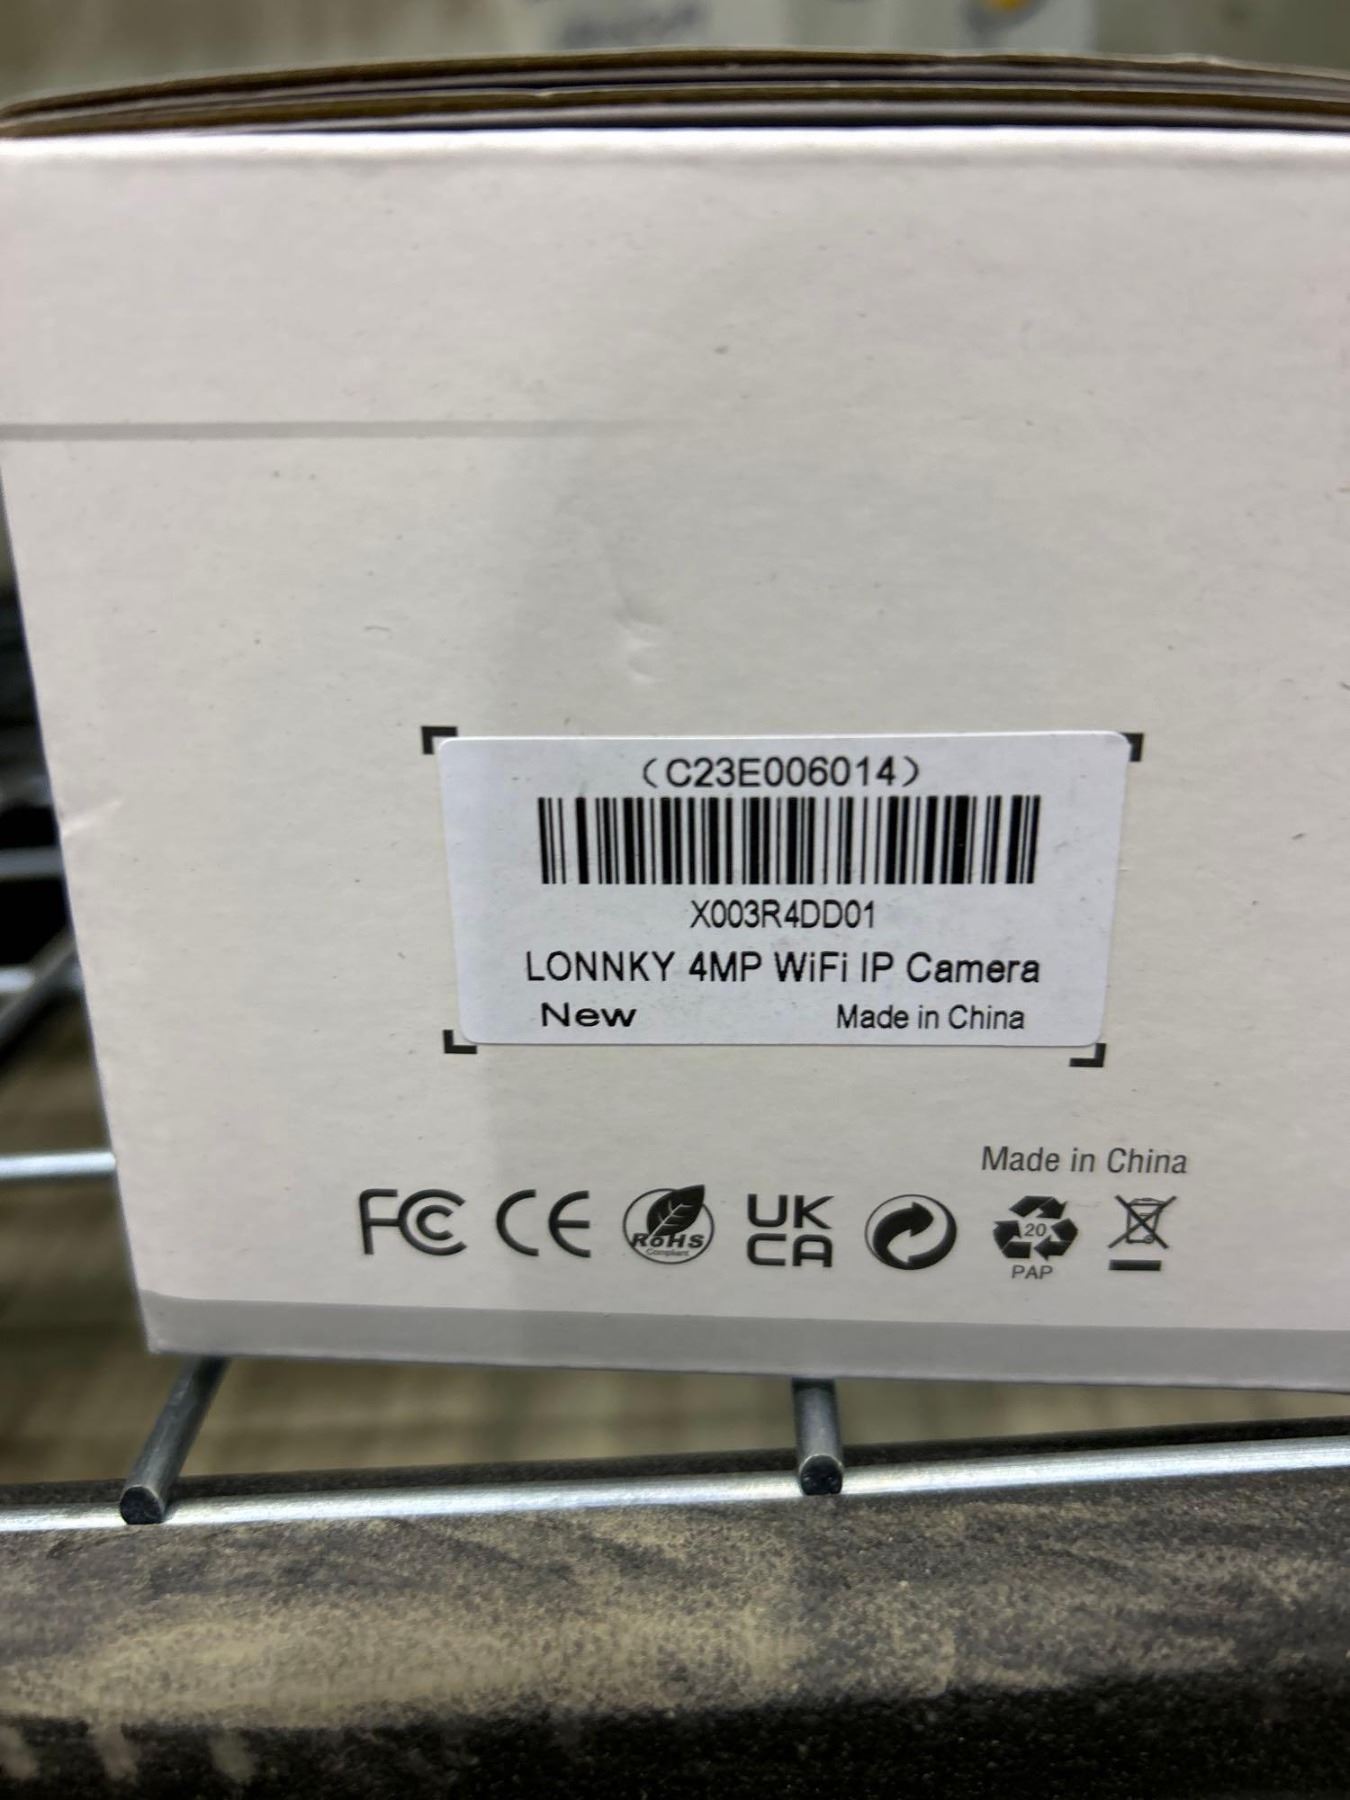 （C23E006014）
X003R4DD01
LONNKY 4MP WiFi IP Camera
New Made in China
Made in China
FC CE RoHS Compliant UK CA 20 PAP